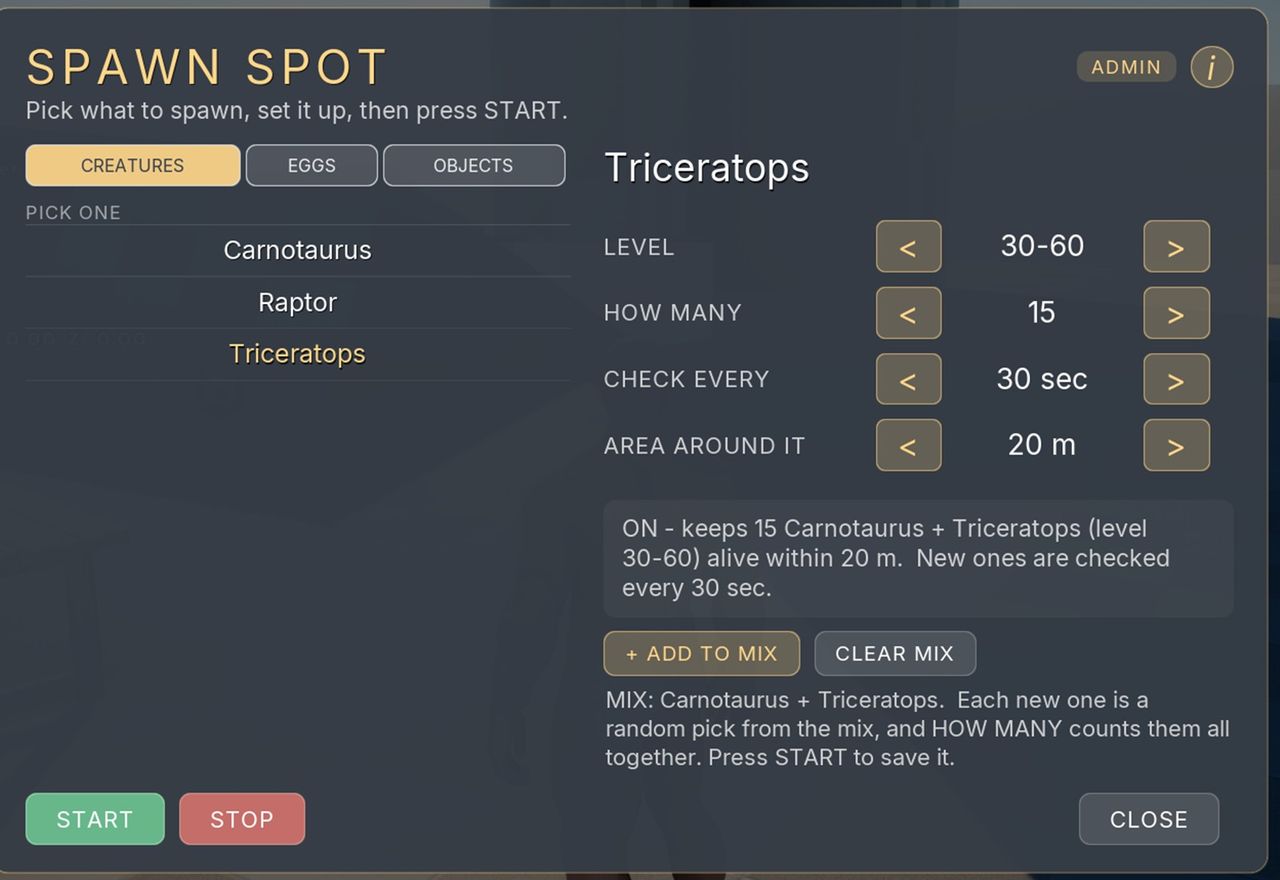 SPAWN SPOT
ADMIN
i
Pick what to spawn, set it up, then press START.
CREATURES
EGGS
OBJECTS
PICK ONE
Carnotaurus
Raptor
Triceratops
Triceratops
LEVEL
<
30-60
>
HOW MANY
<
15
>
CHECK EVERY
<
30 sec
>
AREA AROUND IT
<
20 m
>
ON - keeps 15 Carnotaurus + Triceratops (level
30-60) alive within 20 m.  New ones are checked
every 30 sec.
+ ADD TO MIX
CLEAR MIX
MIX: Carnotaurus + Triceratops.  Each new one is a
random pick from the mix, and HOW MANY counts them all
together. Press START to save it.
START
STOP
CLOSE